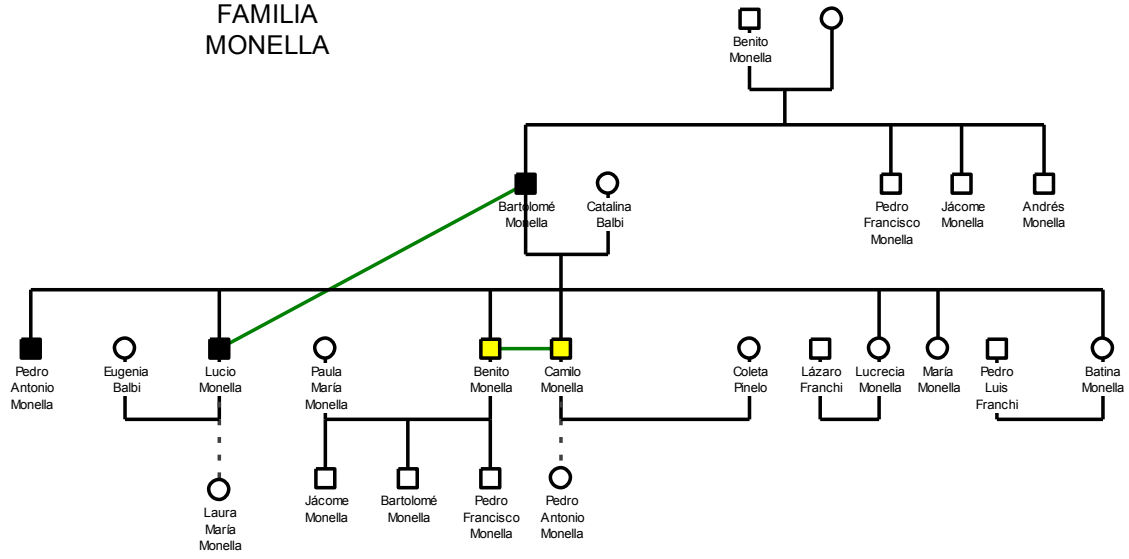 FAMILIA
MONELLA
Benito
Monella
Bartolomé
Monella
Catalina
Balbi
Pedro
Francisco
Monella
Jácome
Monella
Andrés
Monella
Pedro
Antonio
Monella
Eugenia
Balbi
Lucio
Monella
Paula
María
Monella
Benito
Monella
Camilo
Monella
Coleta
Pinelo
Lázaro
Franchi
Lucrecia
Monella
María
Monella
Pedro
Luis
Franchi
Batina
Monella
Laura
María
Monella
Jácome
Monella
Bartolomé
Monella
Pedro
Francisco
Monella
Pedro
Antonio
Monella